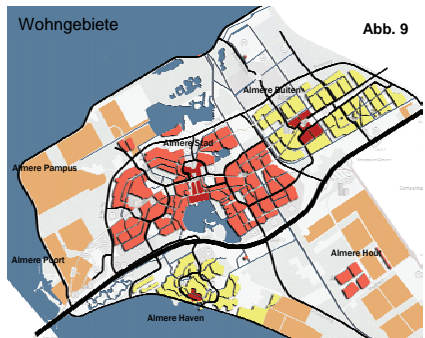 Wohngebiete
Abb. 9
Almere Buiten
Almere Stad
Almere Pampus
Almere Hout
Almere Poort
Almere Haven